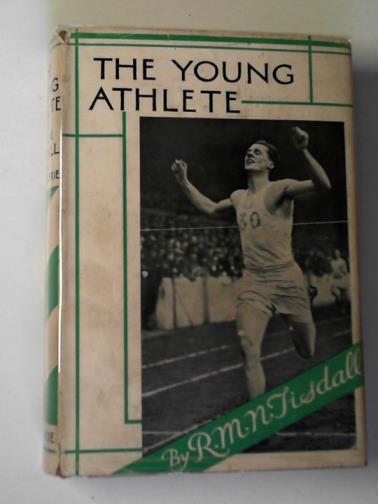 THE YOUNG
ATHLETE
30
By R.M.N. Tisdall